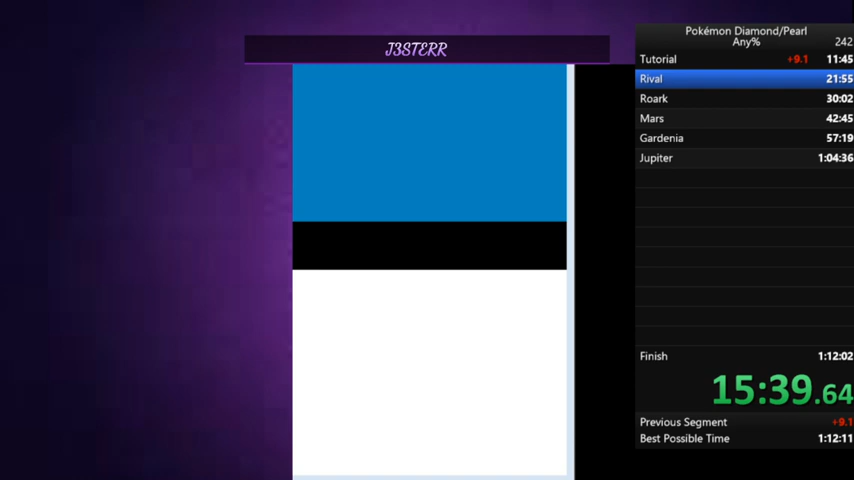 J3STERR
Pokémon Diamond/Pearl
Any% 242
Tutorial +9.1 11:45
Rival 21:55
Roark 30:02
Mars 42:45
Gardenia 57:19
Jupiter 1:04:36
Finish 1:12:02
15:39.64
Previous Segment +9.1
Best Possible Time 1:12:11